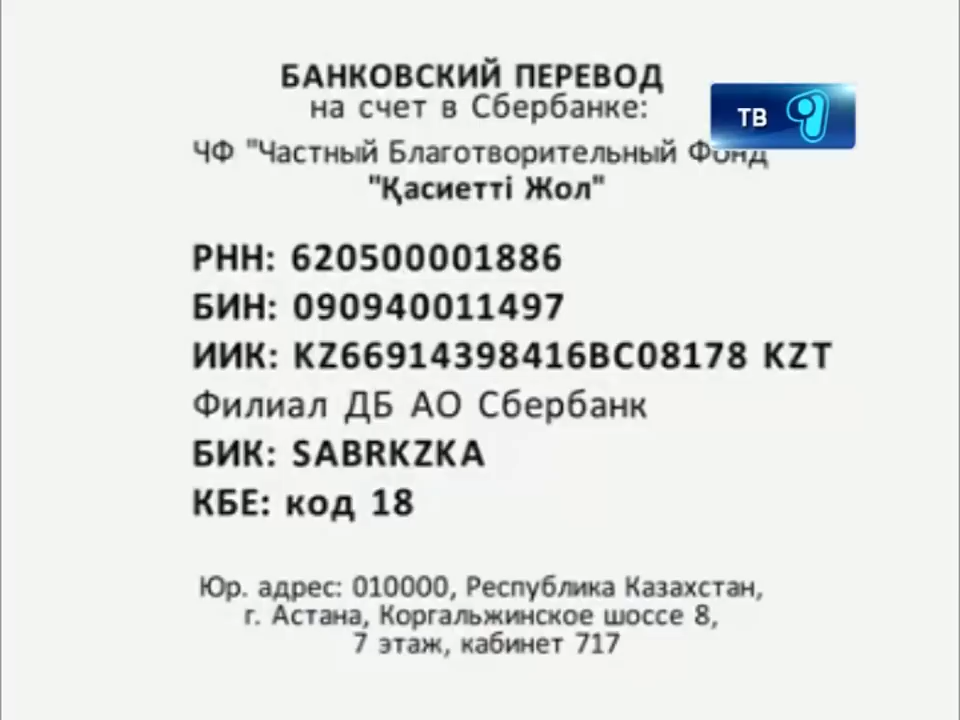 БАНКОВСКИЙ ПЕРЕВОД
на счет в Сбербанке:
ТВ
ЧФ "Частный Благотворительный Фонд
"Қасиетті Жол"
РНН: 620500001886
БИН: 090940011497
ИИК: KZ66914398416BC08178 KZT
Филиал ДБ АО Сбербанк
БИК: SABRKZKA
КБЕ: код 18
Юр. адрес: 010000, Республика Казахстан,
г. Астана, Коргальжинское шоссе 8,
7 этаж, кабинет 717